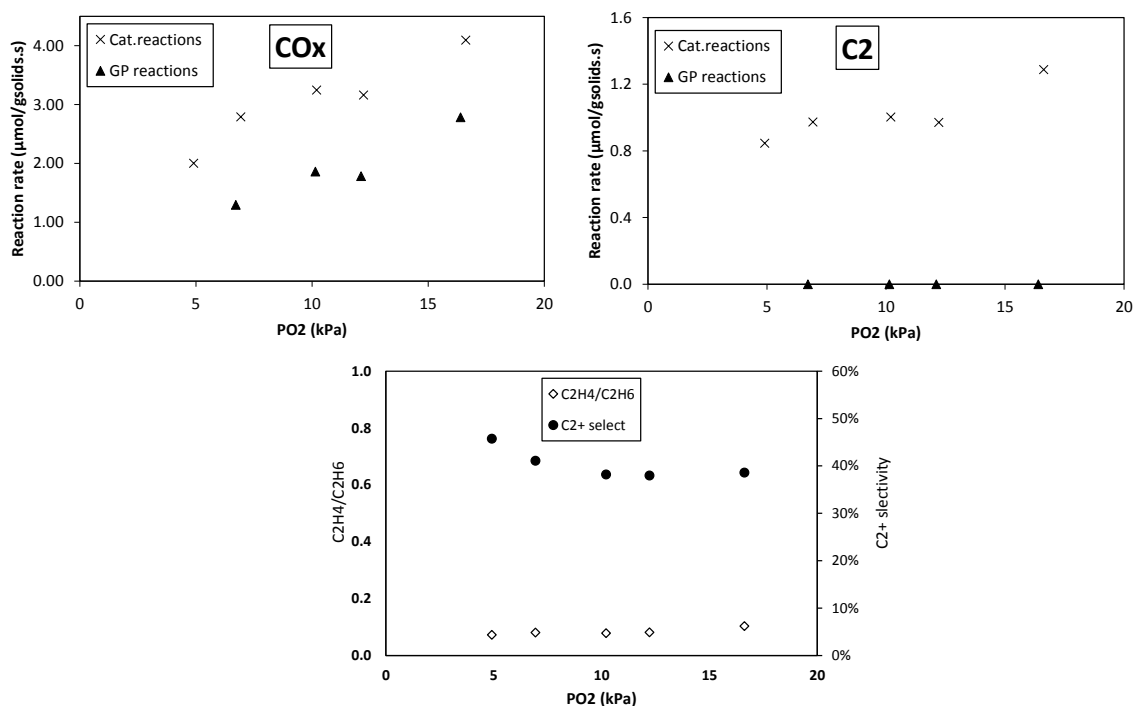 COx
Cat.reactions
GP reactions
Reaction rate (µmol/gsolids.s)
4.00
3.00
2.00
1.00
0.00
0
5
10
15
20
PO2 (kPa)
C2
Cat.reactions
GP reactions
Reaction rate (µmol/gsolids.s)
1.6
1.2
0.8
0.4
0.0
0
5
10
15
20
PO2 (kPa)
C2H4/C2H6
C2+ select
C2H4/C2H6
1.0
0.8
0.6
0.4
0.2
0.0
60%
50%
40%
30%
20%
10%
0%
C2+ slectivity
0
5
10
15
20
PO2 (kPa)